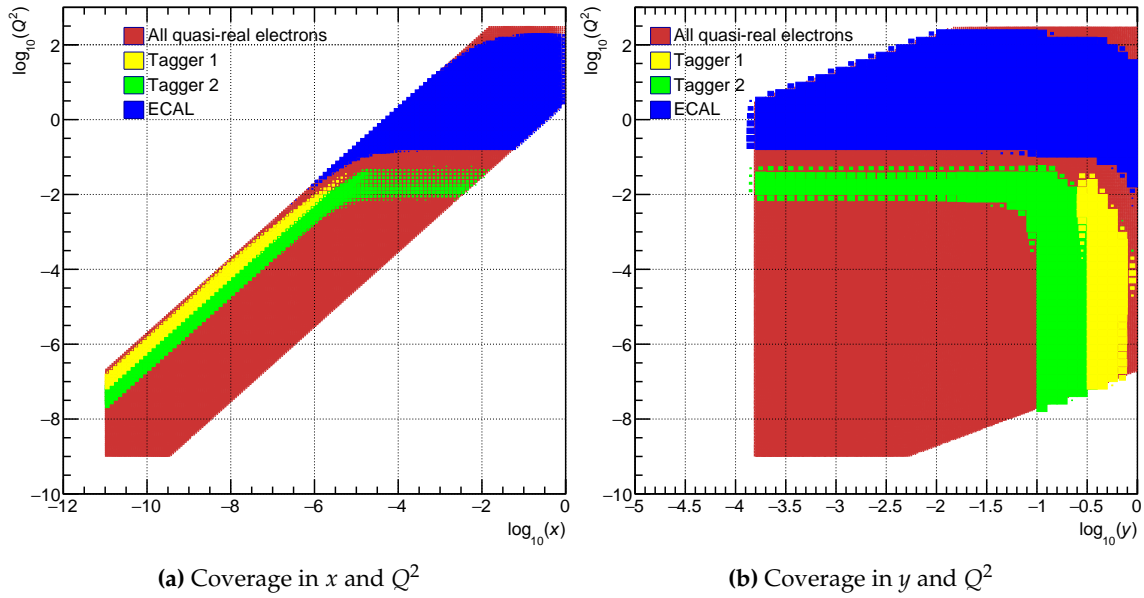 log₁₀(Q²)
All quasi-real electrons
Tagger 1
Tagger 2
ECAL
2
0
−2
−4
−6
−8
−10
−12 −10 −8 −6 −4 −2 0
log₁₀(x)
(a) Coverage in x and Q²
log₁₀(Q²)
All quasi-real electrons
Tagger 1
Tagger 2
ECAL
2
0
−2
−4
−6
−8
−10
−5 −4.5 −4 −3.5 −3 −2.5 −2 −1.5 −1 −0.5 0
log₁₀(y)
(b) Coverage in y and Q²